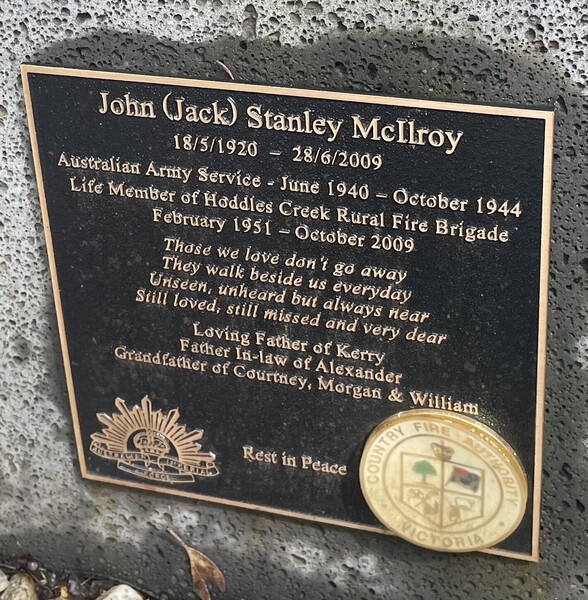 John (Jack) Stanley McIlroy
18/5/1920 – 28/6/2009
Australian Army Service - June 1940 – October 1944
Life Member of Hoddles Creek Rural Fire Brigade
February 1951 – October 2009
Those we love don't go away
They walk beside us everyday
Unseen, unheard but always near
Still loved, still missed and very dear
Loving Father of Kerry
Father In-law of Alexander
Grandfather of Courtney, Morgan & William
Rest in Peace
COUNTRY FIRE AUTHORITY
VICTORIA